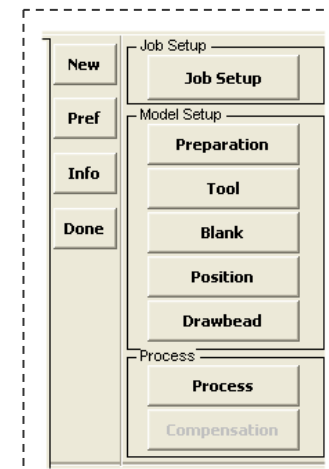 New
Pref
Info
Done
Job Setup
Job Setup
Model Setup
Preparation
Tool
Blank
Position
Drawbead
Process
Process
Compensation